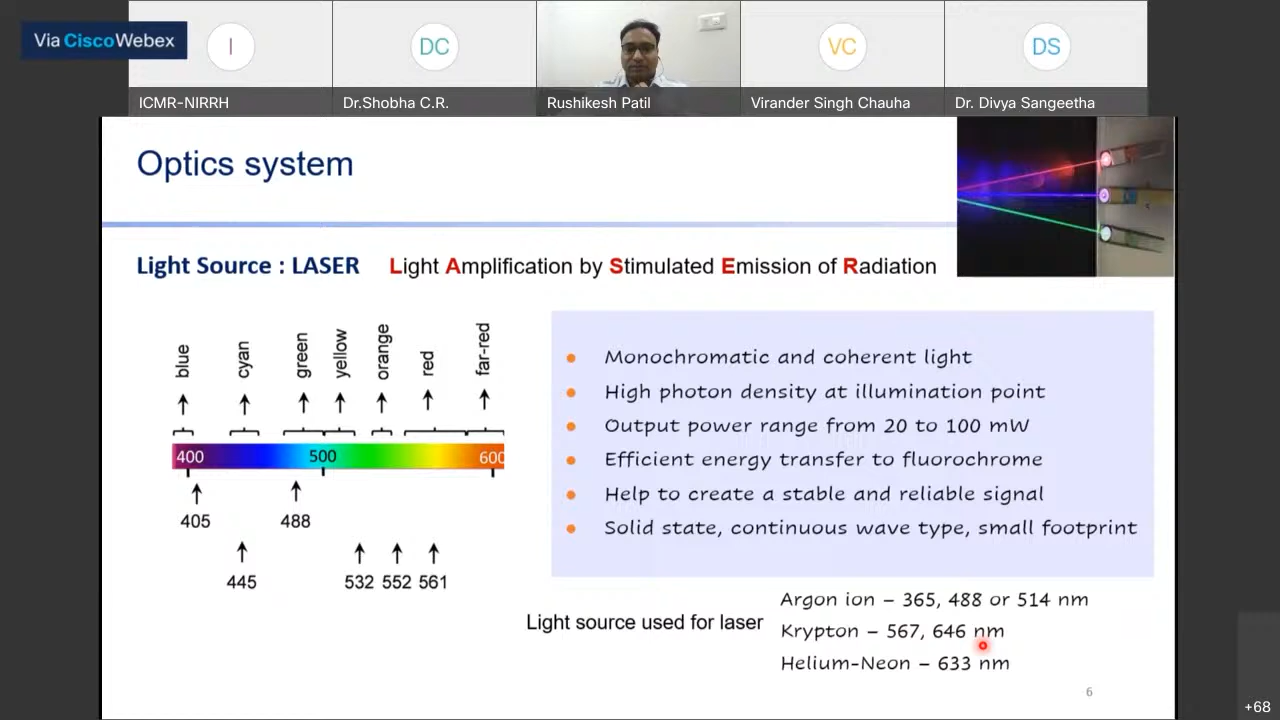 Via CiscoWebex
I
DC
VC
DS
ICMR-NIRRH
Dr.Shobha C.R.
Rushikesh Patil
Virander Singh Chauha
Dr. Divya Sangeetha
Optics system
Light Source : LASER
Light Amplification by Stimulated Emission of Radiation
blue
cyan
green
yellow
orange
red
far-red
400
500
600
405
488
445
532
552
561
Monochromatic and coherent light
High photon density at illumination point
Output power range from 20 to 100 mW
Efficient energy transfer to fluorochrome
Help to create a stable and reliable signal
Solid state, continuous wave type, small footprint
Light source used for laser
Argon ion – 365, 488 or 514 nm
Krypton – 567, 646 nm
Helium-Neon – 633 nm
6
+68